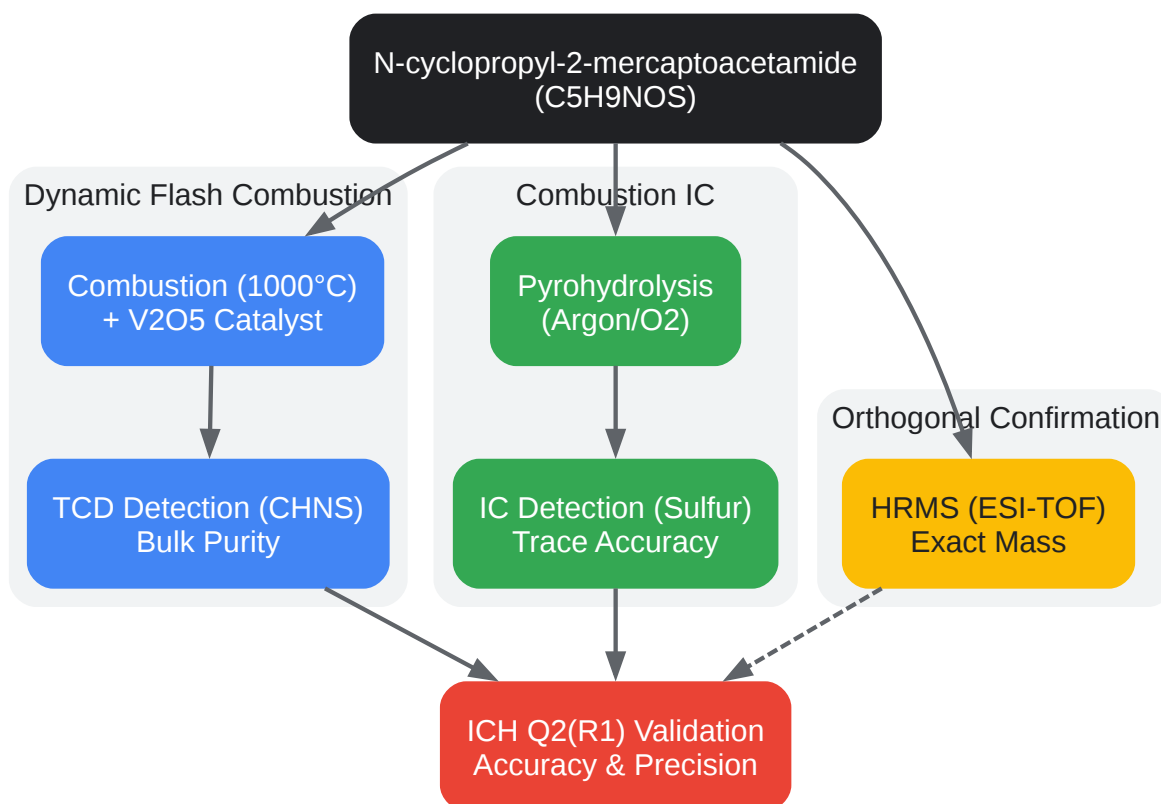 N-cyclopropyl-2-mercaptoacetamide
(C5H9NOS)
Dynamic Flash Combustion
Combustion IC
Combustion (1000°C)
+ V2O5 Catalyst
Pyrohydrolysis
(Argon/O2)
Orthogonal Confirmation
TCD Detection (CHNS)
Bulk Purity
IC Detection (Sulfur)
Trace Accuracy
HRMS (ESI-TOF)
Exact Mass
ICH Q2(R1) Validation
Accuracy & Precision